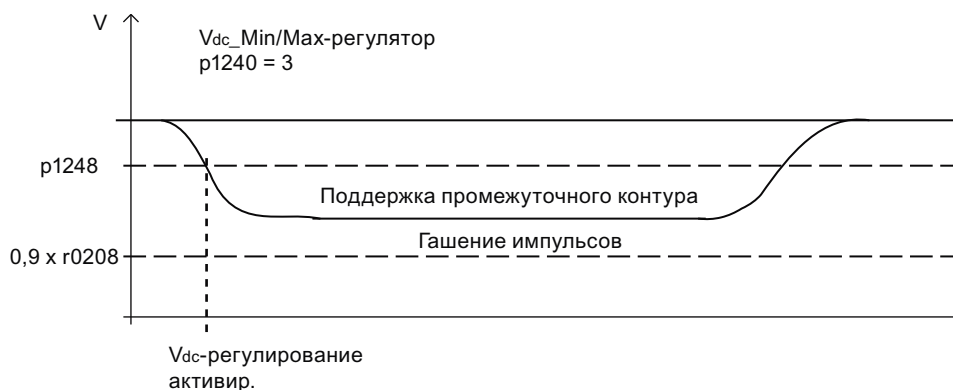 V
Vdc_Min/Max-регулятор
p1240 = 3
p1248
Поддержка промежуточного контура
Гашение импульсов
0,9 x r0208
Vdc-регулирование
активир.